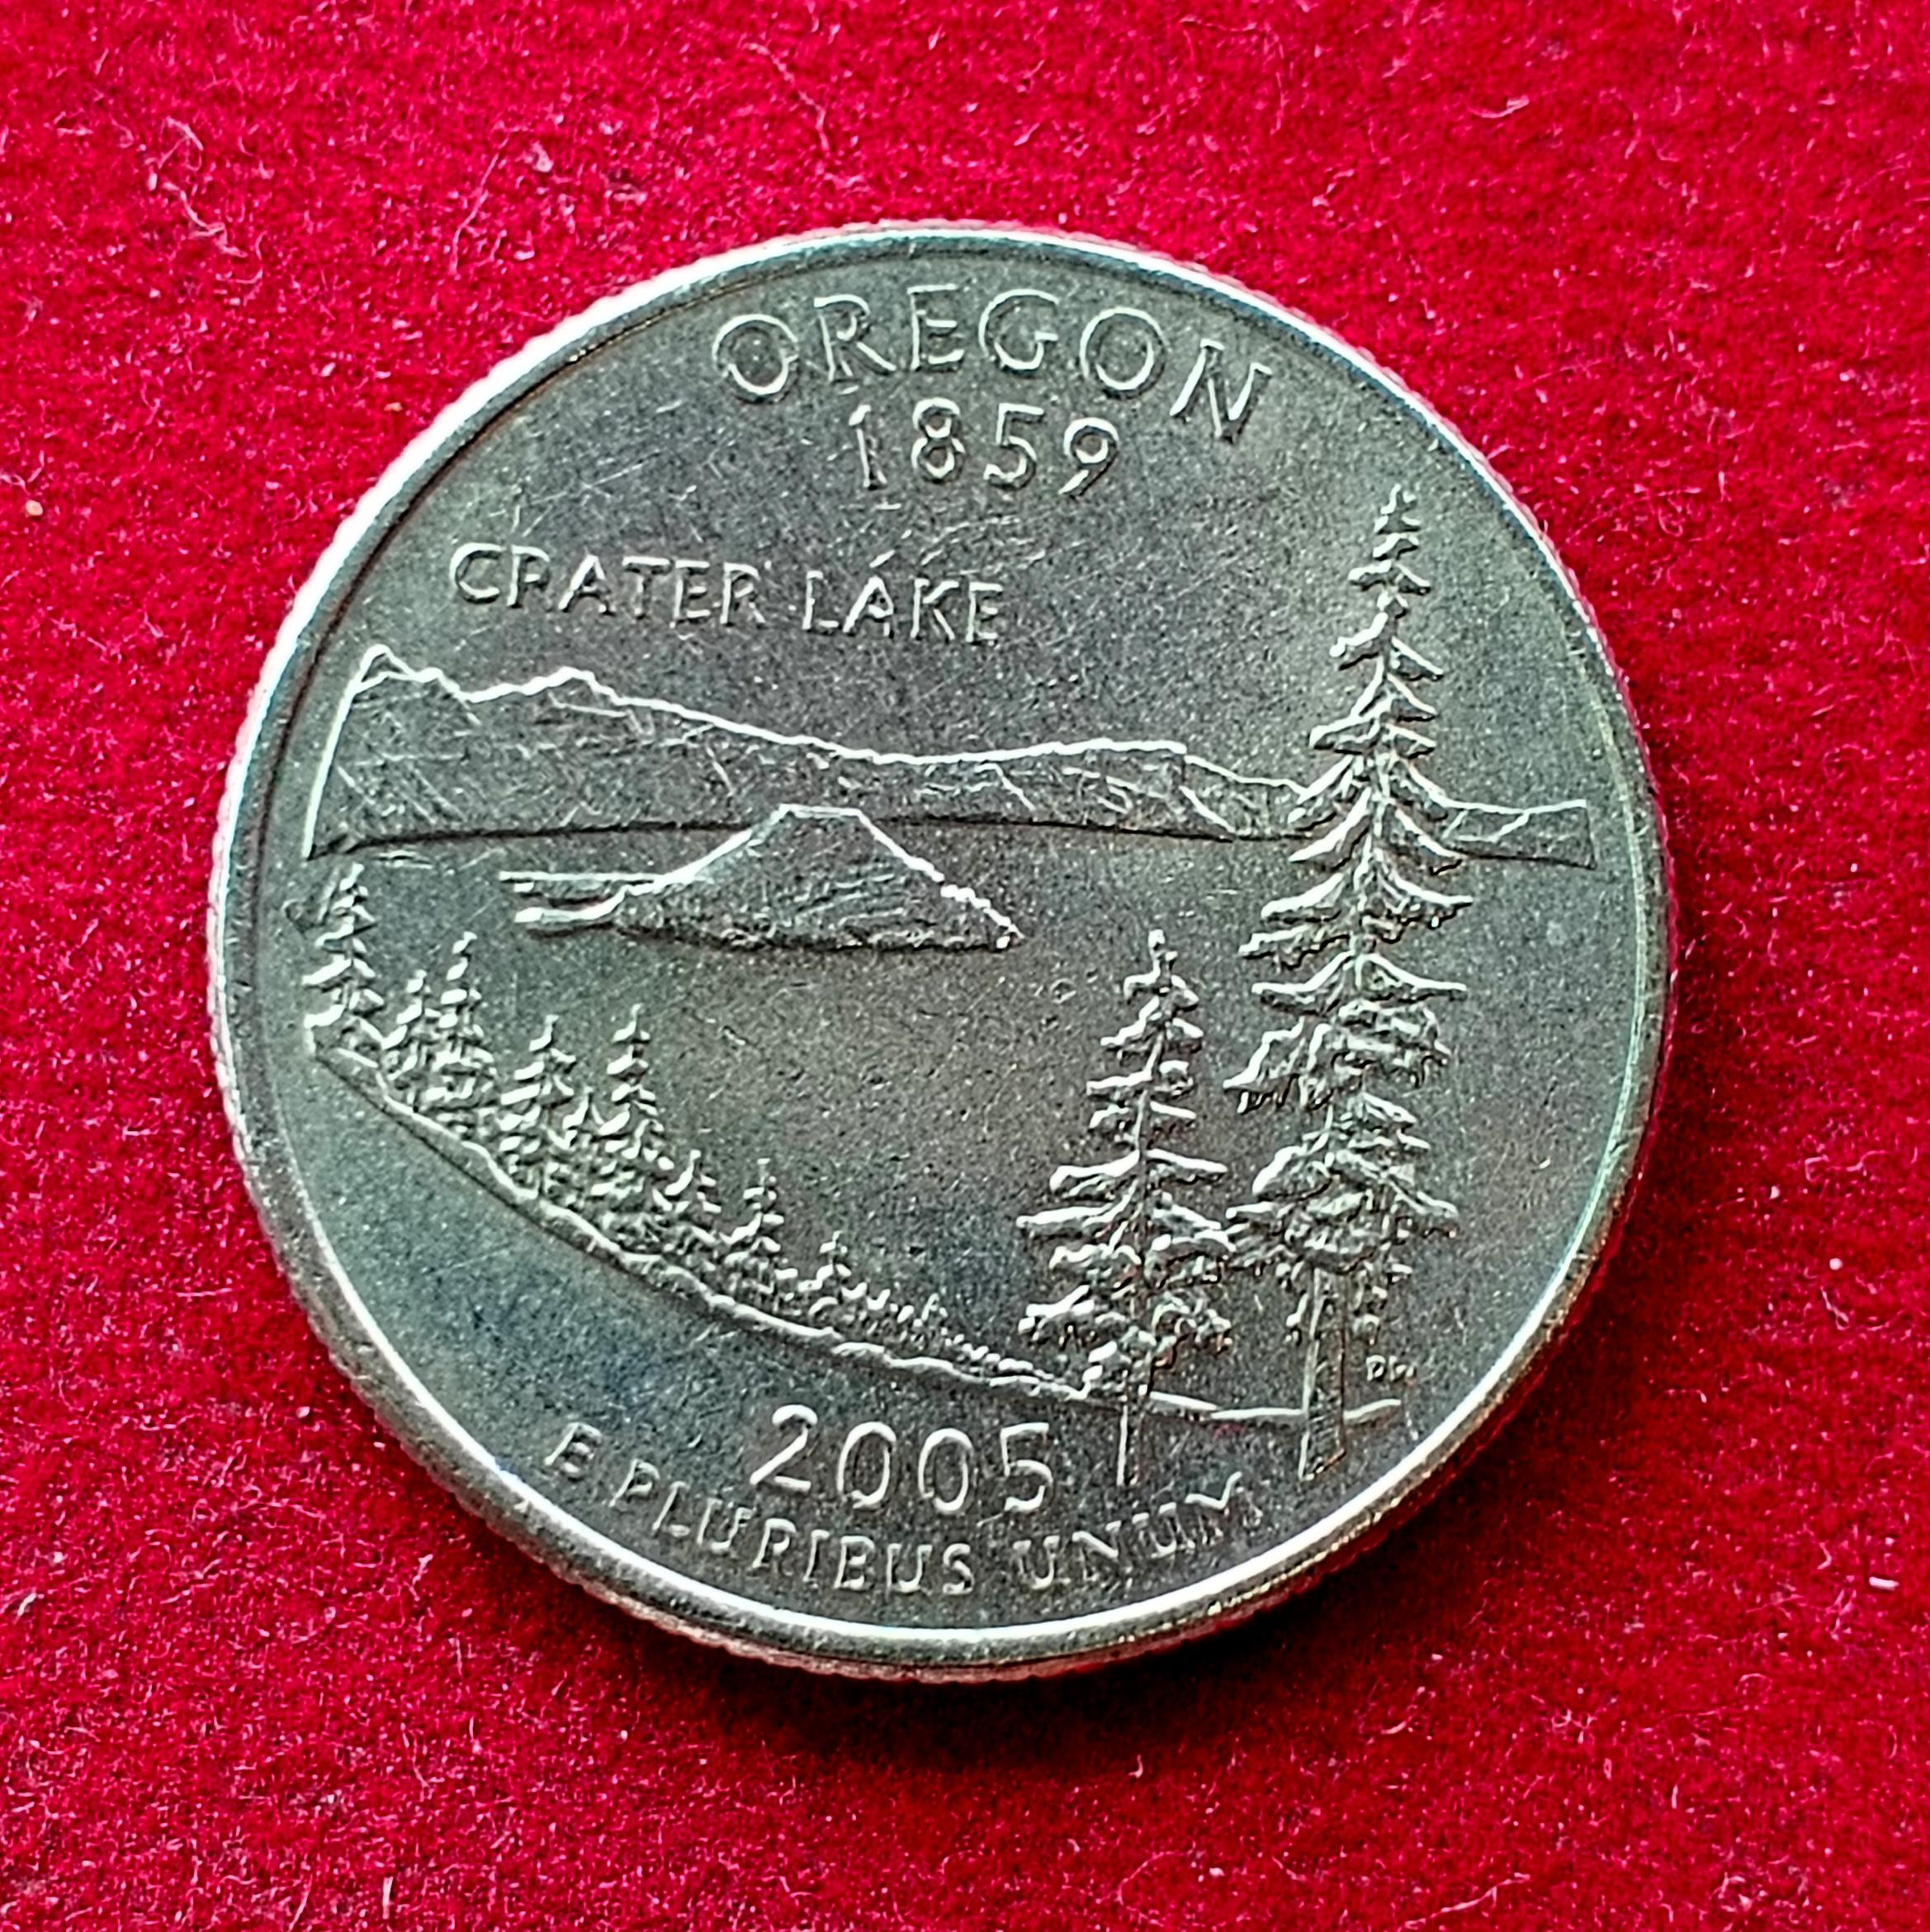 OREGON
1859
CRATER LAKE
2005
E PLURIBUS UNUM